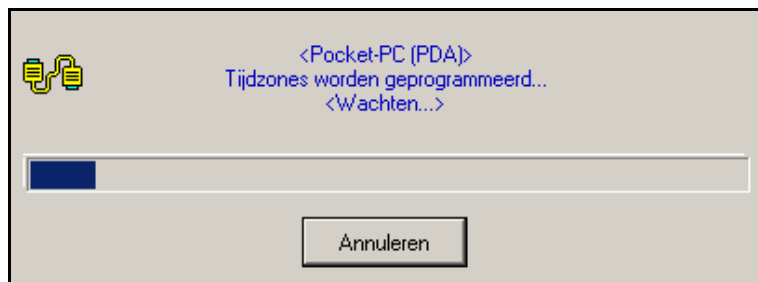 <Pocket-PC (PDA)>
Tijdzones worden geprogrammeerd...
<Wachten...>
Annuleren